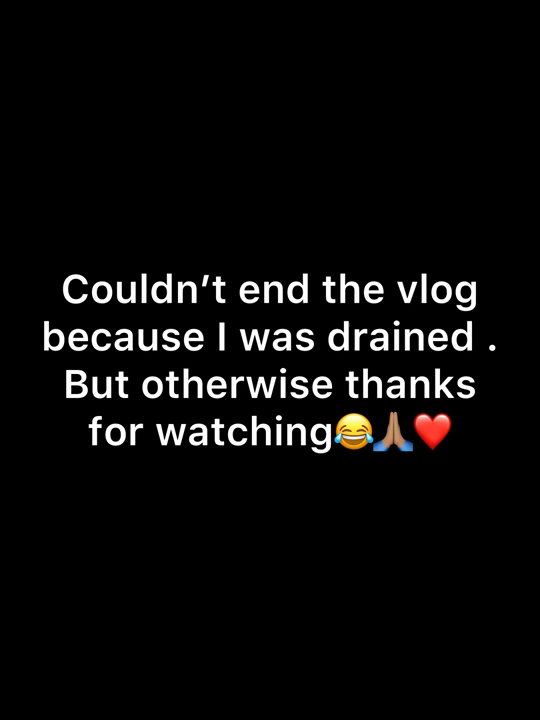 Couldn’t end the vlog
because I was drained .
But otherwise thanks
for watching😂🙏🏽❤️